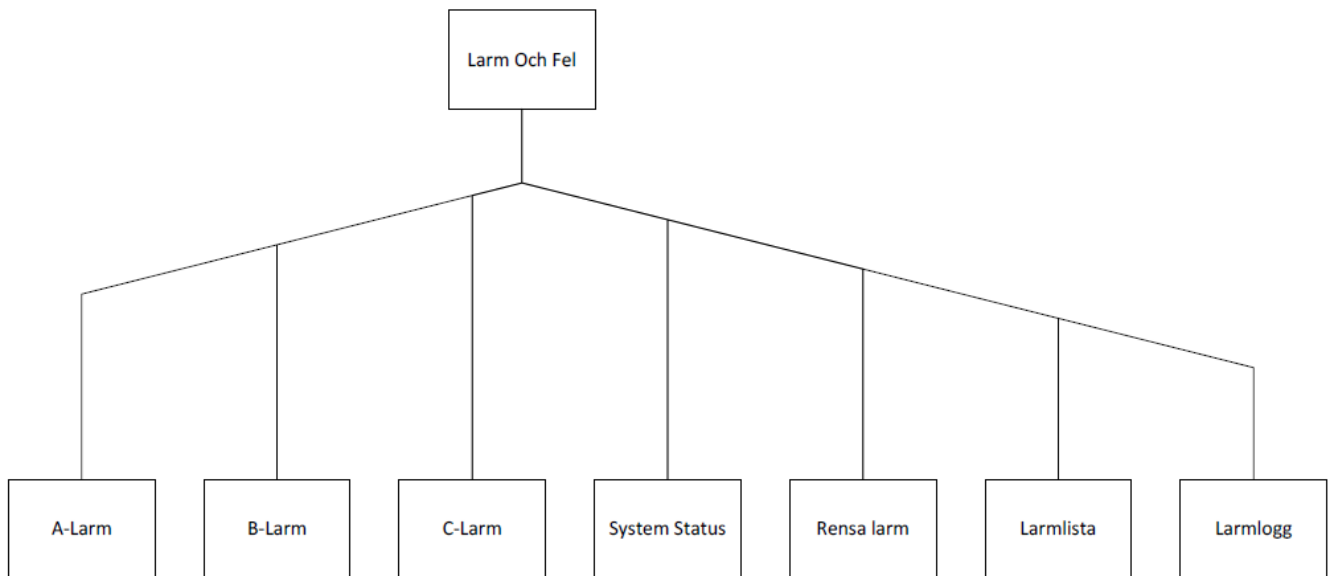 Larm Och Fel
A-Larm
B-Larm
C-Larm
System Status
Rensa larm
Larmlista
Larmlogg